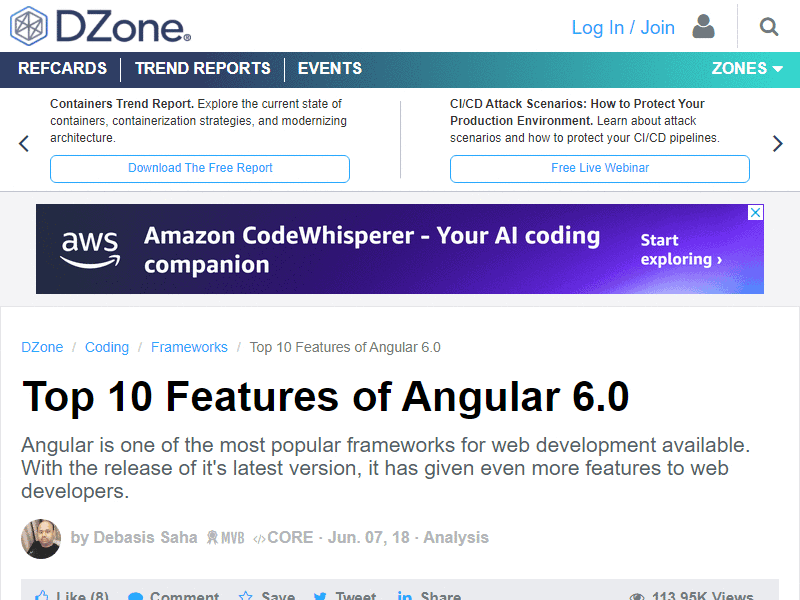 DZone.
Log In / Join
REFCARDS
TREND REPORTS
EVENTS
ZONES
Containers Trend Report. Explore the current state of
containers, containerization strategies, and modernizing
architecture.
Download The Free Report
CI/CD Attack Scenarios: How to Protect Your
Production Environment. Learn about attack
scenarios and how to protect your CI/CD pipelines.
Free Live Webinar
aws
Amazon CodeWhisperer - Your AI coding
companion
Start
exploring ›
DZone / Coding / Frameworks / Top 10 Features of Angular 6.0
Top 10 Features of Angular 6.0
Angular is one of the most popular frameworks for web development available.
With the release of it's latest version, it has given even more features to web
developers.
by Debasis Saha MVB </>CORE · Jun. 07, 18 · Analysis
Like (8) Comment Save Tweet Share 113.95K Views